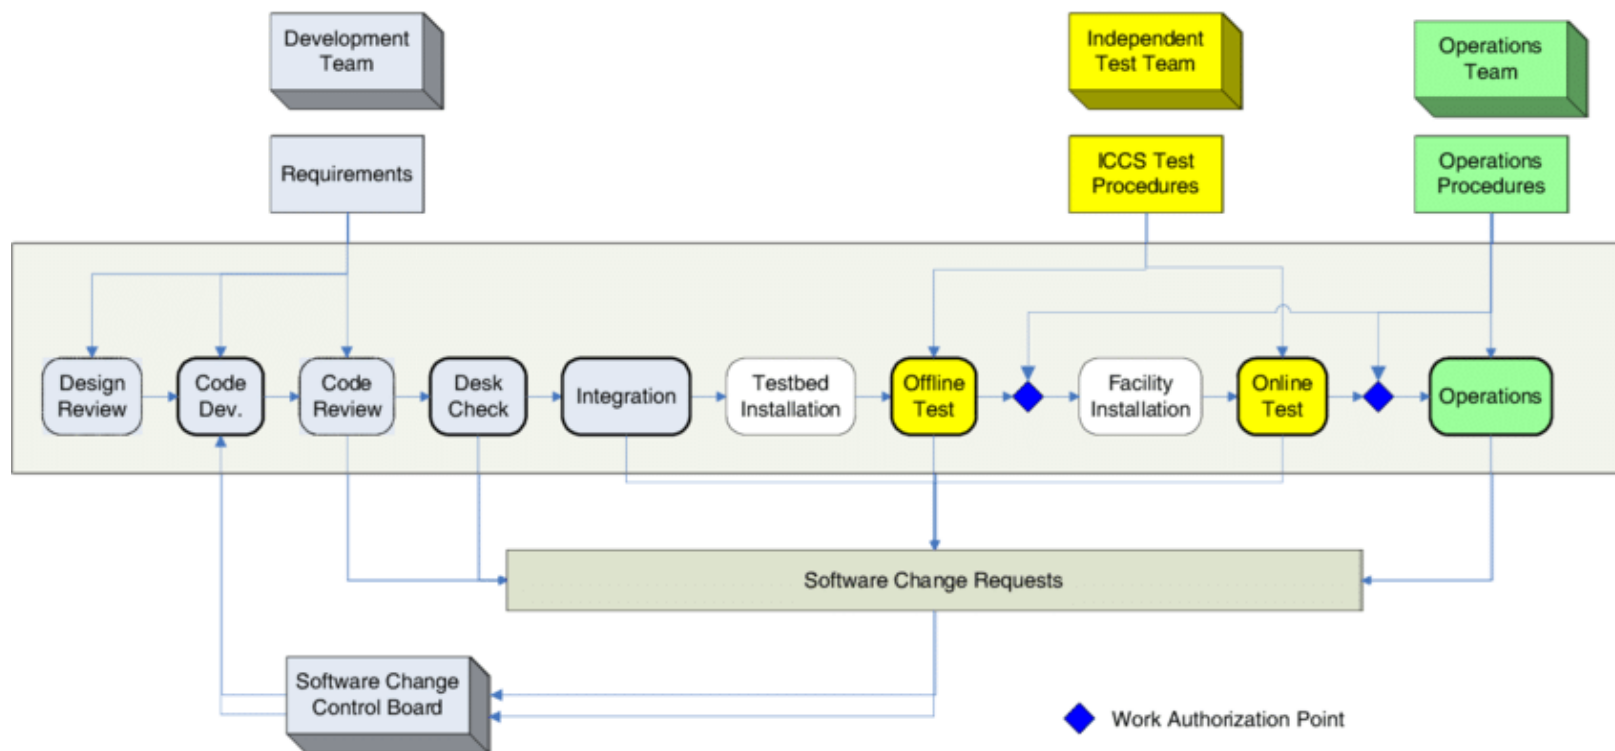 Development
Team
Independent
Test Team
Operations
Team
Requirements
ICCS Test
Procedures
Operations
Procedures
Design
Review
Code
Dev.
Code
Review
Desk
Check
Integration
Testbed
Installation
Offline
Test
Facility
Installation
Online
Test
Operations
Software Change Requests
Software Change
Control Board
Work Authorization Point